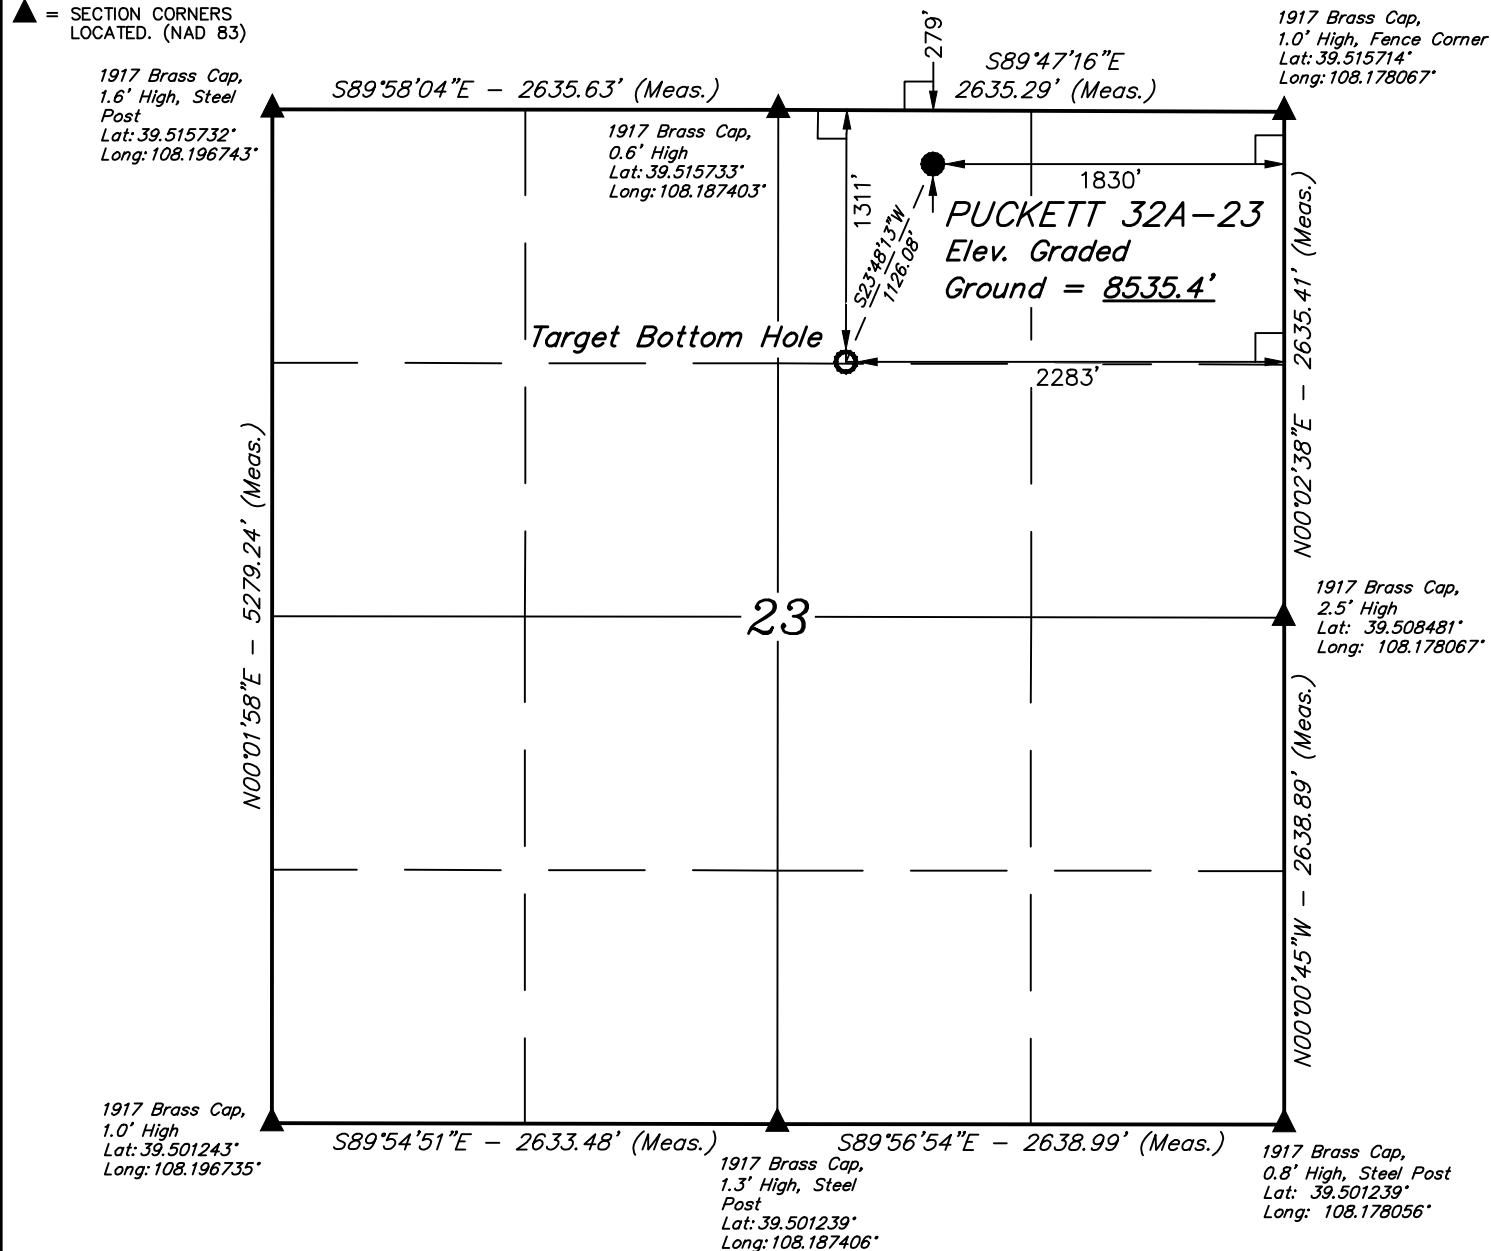 = SECTION CORNERS
LOCATED. (NAD 83)
1917 Brass Cap,
1.6' High, Steel
Post
Lat: 39.515732°
Long: 108.196743°
S89°58'04"E - 2635.63' (Meas.)
1917 Brass Cap,
0.6' High
Lat: 39.515733°
Long: 108.187403°
279'
S89°47'16"E
2635.29' (Meas.)
1917 Brass Cap,
1.0' High, Fence Corner
Lat: 39.515714°
Long: 108.178067°
1311'
1830'
PUCKETT 32A-23
Elev. Graded
Ground = 8535.4'
S23°48'13"W
1126.08'
Target Bottom Hole
2283'
N00°02'38"E - 2635.41' (Meas.)
N00°01'58"E - 5279.24' (Meas.)
23
1917 Brass Cap,
2.5' High
Lat: 39.508481°
Long: 108.178067°
N00°00'45"W - 2638.89' (Meas.)
1917 Brass Cap,
1.0' High
Lat: 39.501243°
Long: 108.196735°
S89°54'51"E - 2633.48' (Meas.)
1917 Brass Cap,
1.3' High, Steel
Post
Lat: 39.501239°
Long: 108.187406°
S89°56'54"E - 2638.99' (Meas.)
1917 Brass Cap,
0.8' High, Steel Post
Lat: 39.501239°
Long: 108.178056°